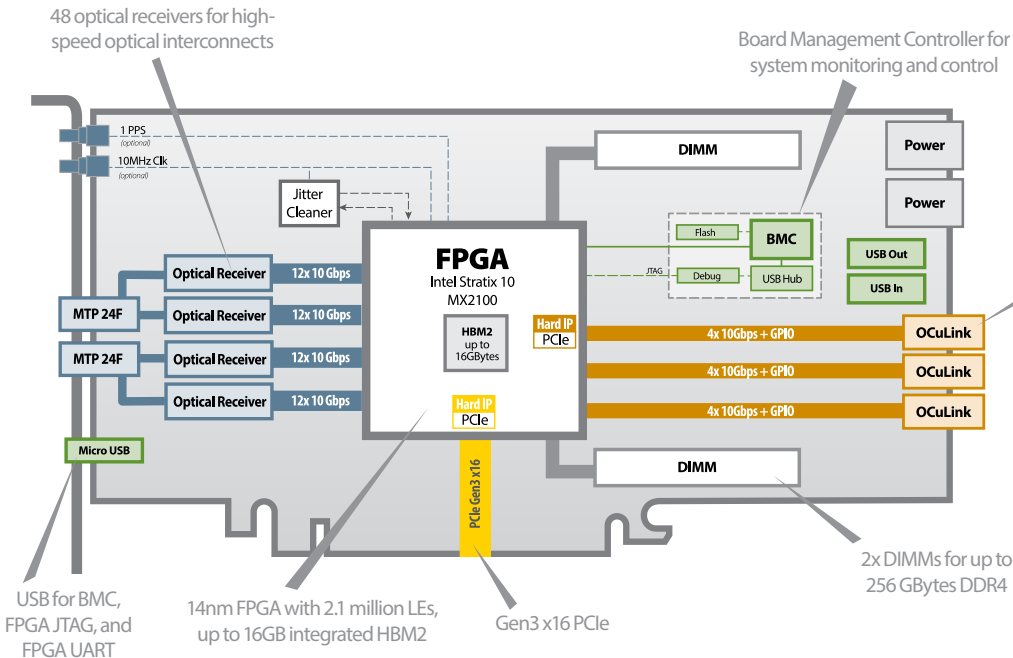 48 optical receivers for high-
speed optical interconnects
Board Management Controller for
system monitoring and control
1 PPS
(optional)
10MHz Clk
(optional)
Jitter
Cleaner
DIMM
Power
Power
Flash
BMC
JTAG
Debug
USB Hub
USB Out
USB In
FPGA
Intel Stratix 10
MX2100
HBM2
up to
16GBytes
Hard IP
PCIe
Hard IP
PCIe
Optical Receiver
12x 10 Gbps
Optical Receiver
12x 10 Gbps
Optical Receiver
12x 10 Gbps
Optical Receiver
12x 10 Gbps
MTP 24F
MTP 24F
4x 10Gbps + GPIO
OCuLink
4x 10Gbps + GPIO
OCuLink
4x 10Gbps + GPIO
OCuLink
Micro USB
PCIe Gen3 x16
DIMM
USB for BMC,
FPGA JTAG, and
FPGA UART
14nm FPGA with 2.1 million LEs,
up to 16GB integrated HBM2
Gen3 x16 PCIe
2x DIMMs for up to
256 GBytes DDR4